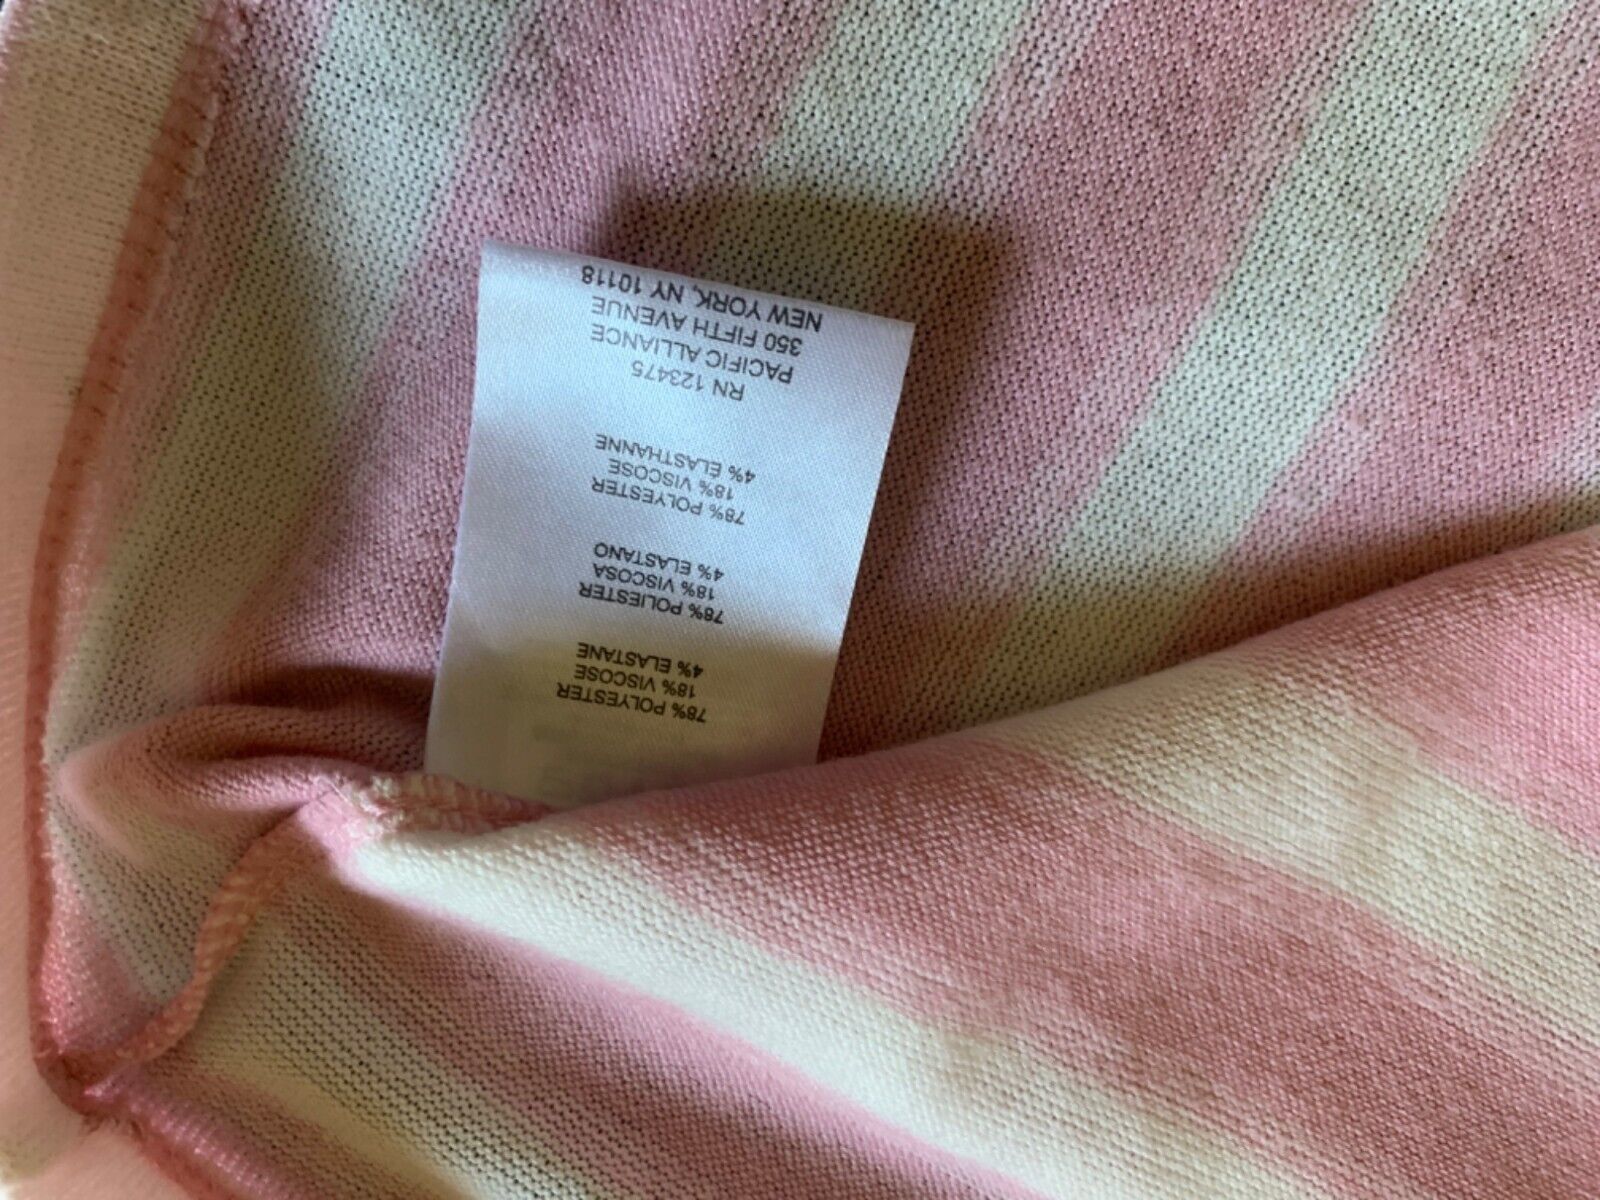 78% POLYESTER
18% VISCOSE
4% ELASTANE
78% POLIESTER
18% VISCOSA
4% ELASTANO
78% POLYESTER
18% VISCOSE
4% ELASTHANNE
RN 123475
PACIFIC ALLIANCE
350 FIFTH AVENUE
NEW YORK, NY 10118